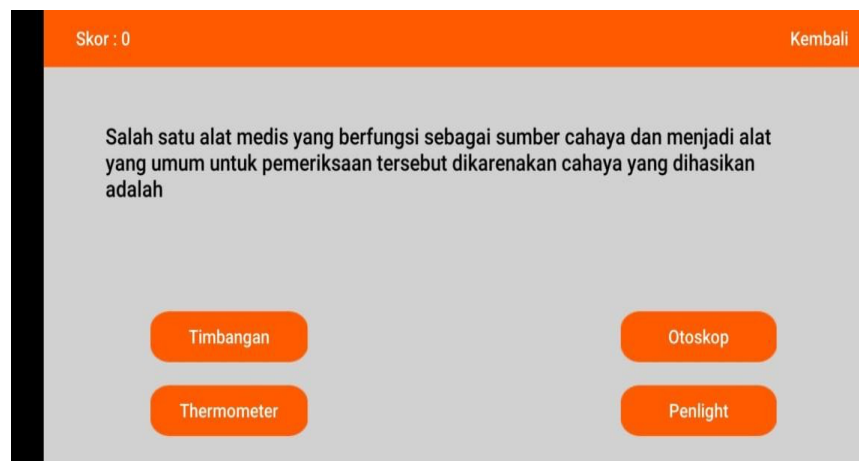 Skor : 0
Kembali
Salah satu alat medis yang berfungsi sebagai sumber cahaya dan menjadi alat
yang umum untuk pemeriksaan tersebut dikarenakan cahaya yang dihasikan
adalah
Timbangan
Otoskop
Thermometer
Penlight